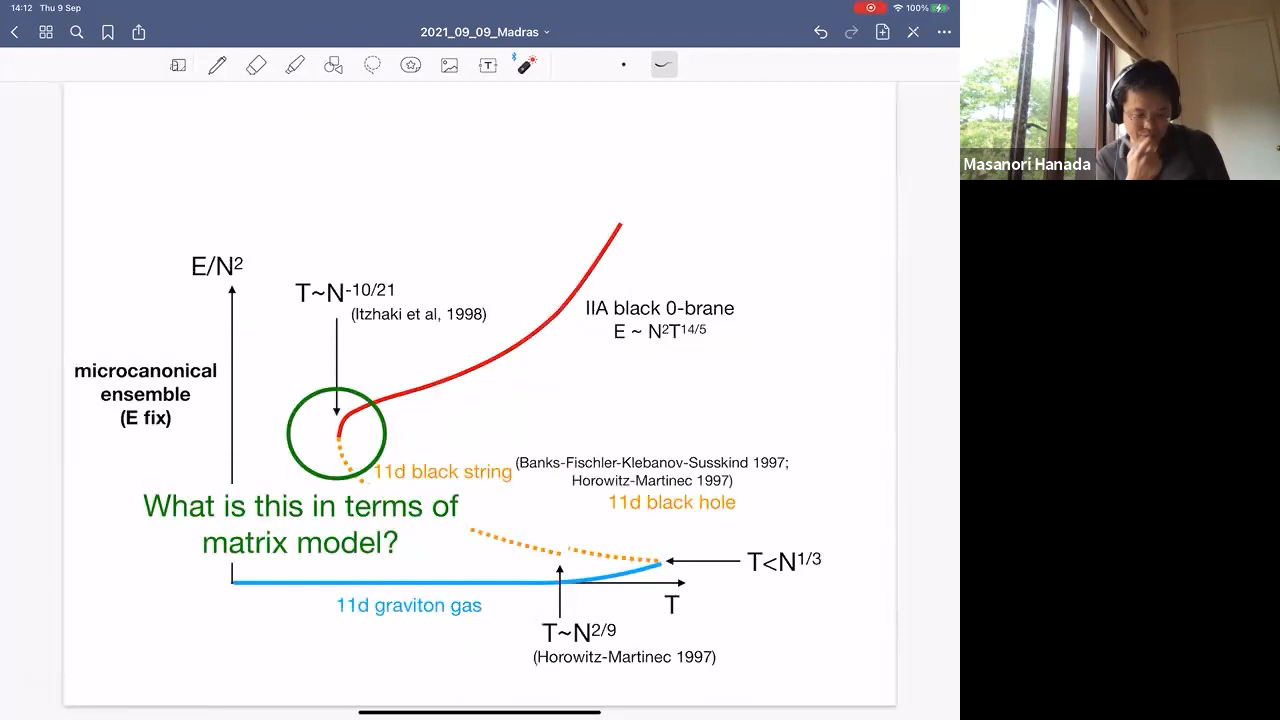 14:12 Thu 9 Sep
100%
2021_09_09_Madras
T
Masanori Hanada
E/N2
T~N-10/21
(Itzhaki et al, 1998)
IIA black 0-brane
E ~ N2T14/5
microcanonical
ensemble
(E fix)
11d black string
(Banks-Fischler-Klebanov-Susskind 1997;
Horowitz-Martinec 1997)
11d black hole
What is this in terms of
matrix model?
T<N1/3
11d graviton gas
T
T~N2/9
(Horowitz-Martinec 1997)